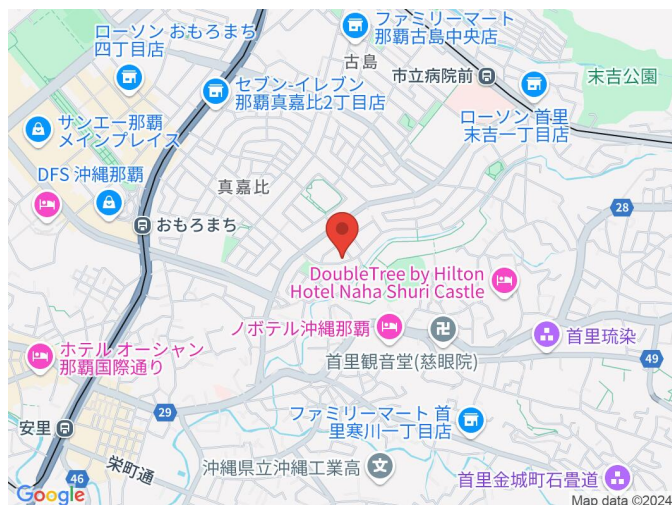 ファミリーマート
那覇古島中央店
ローソン おもろまち
四丁目店
古島
市立病院前
末吉公園
セブン-イレブン
那覇真嘉比2丁目店
ローソン 首里
末吉一丁目店
サンエー那覇
メインプレイス
DFS 沖縄那覇
真嘉比
おもろまち
28
DoubleTree by Hilton
Hotel Naha Shuri Castle
ノボテル沖縄那覇
首里琉染
ホテル オーシャン
那覇国際通り
首里観音堂(慈眼院)
49
29
ファミリーマート 首
里寒川一丁目店
安里
栄町通
沖縄県立沖縄工業高
46
首里金城町石畳道
Google
Map data ©2024